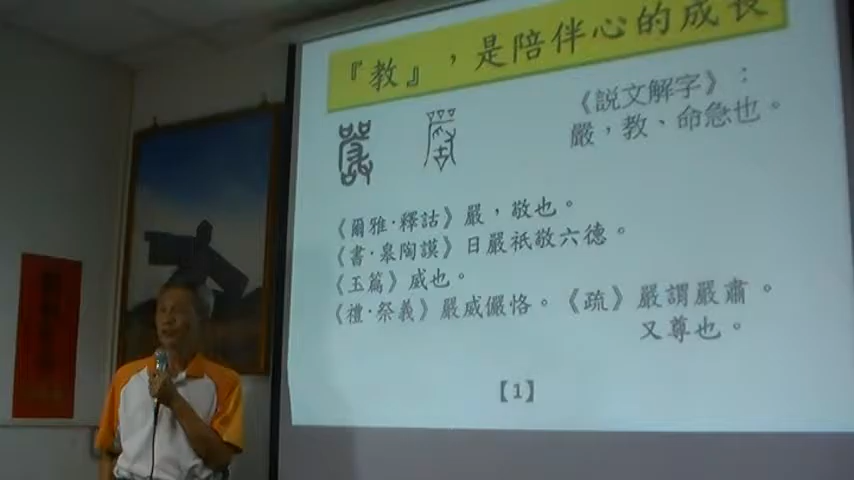 『教』，是陪伴心的成長
《說文解字》：
嚴，教、命急也。
《爾雅·釋詁》嚴，敬也。
《書·皋陶謨》日嚴祇敬六德。
《玉篇》威也。
《禮·祭義》嚴威儼恪。《疏》嚴謂嚴肅。
又尊也。
【1】